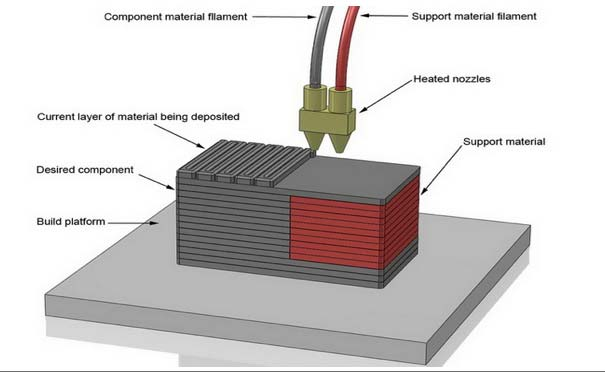 Component material filament
Support material filament
Heated nozzles
Current layer of material being deposited
Support material
Desired component
Build platform